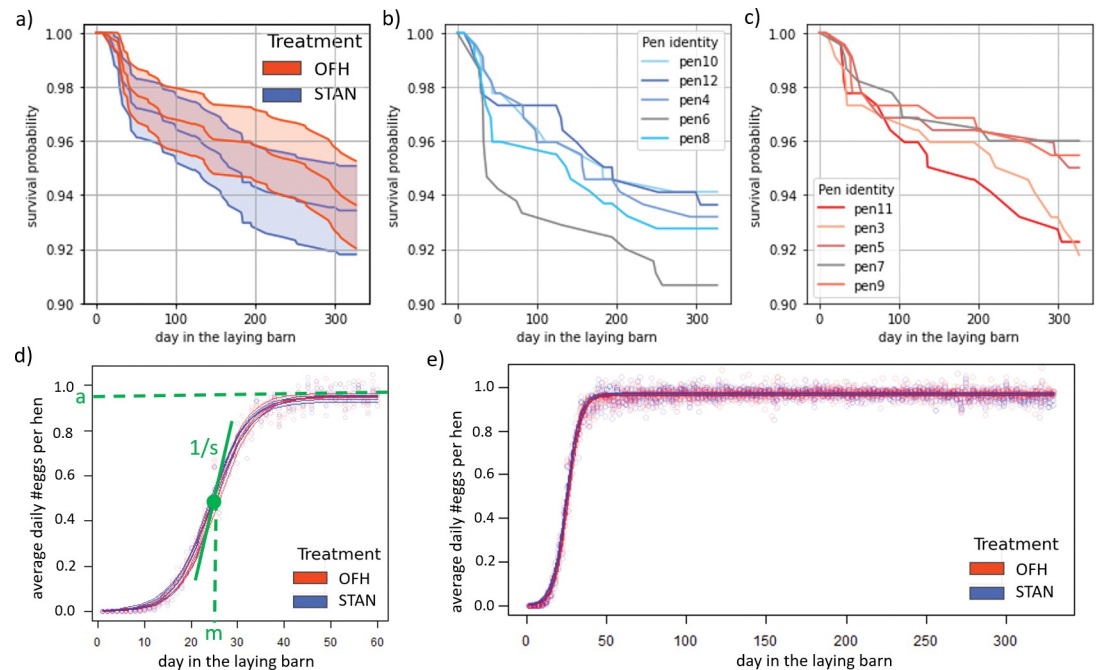 a)
1.00
0.98
0.96
0.94
0.92
0.90
survival probability
0
100
200
300
day in the laying barn
Treatment
OFH
STAN
b)
1.00
0.98
0.96
0.94
0.92
0.90
survival probability
0
100
200
300
day in the laying barn
Pen identity
pen10
pen12
pen4
pen6
pen8
c)
1.00
0.98
0.96
0.94
0.92
0.90
survival probability
0
100
200
300
day in the laying barn
Pen identity
pen11
pen3
pen5
pen7
pen9
d)
1.0
a
0.8
0.6
0.4
0.2
0.0
average daily #eggs per hen
1/s
m
0
10
20
30
40
50
60
day in the laying barn
Treatment
OFH
STAN
e)
1.0
0.8
0.6
0.4
0.2
0.0
average daily #eggs per hen
0
50
100
150
200
250
300
day in the laying barn
Treatment
OFH
STAN